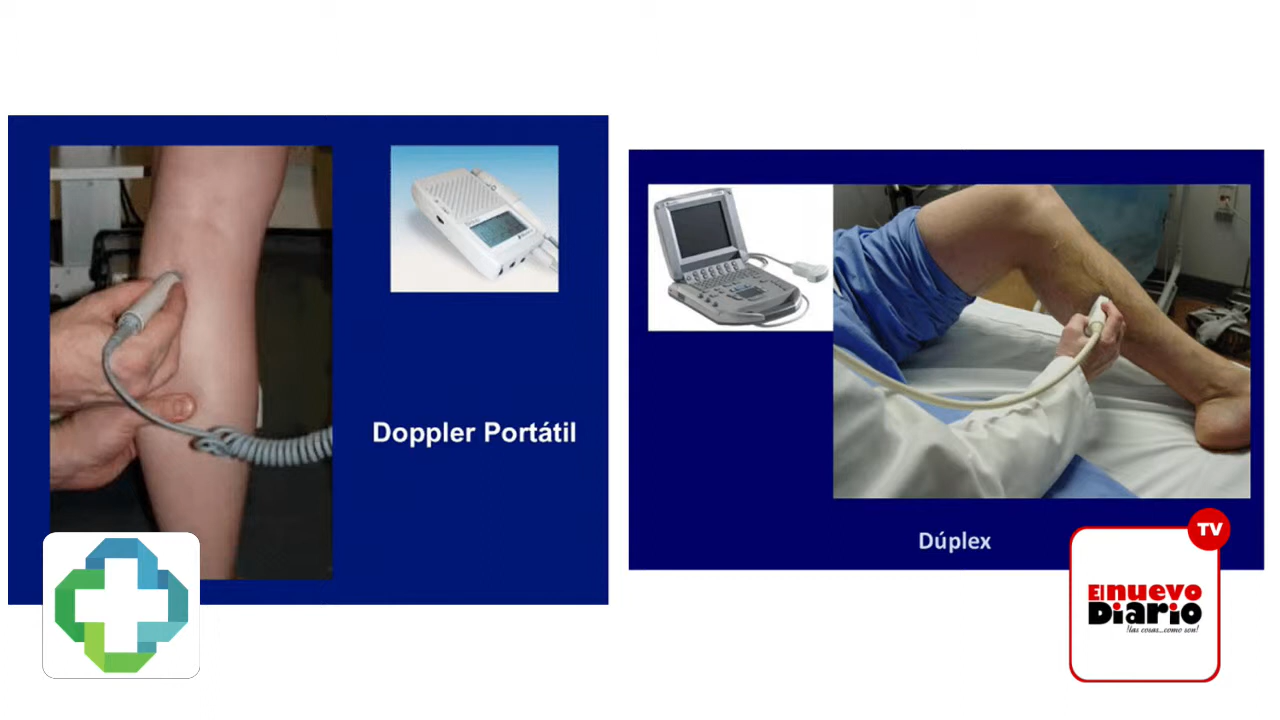 Doppler Portátil
Dúplex
TV
El nuevo
Diario
¡las cosas...como son!